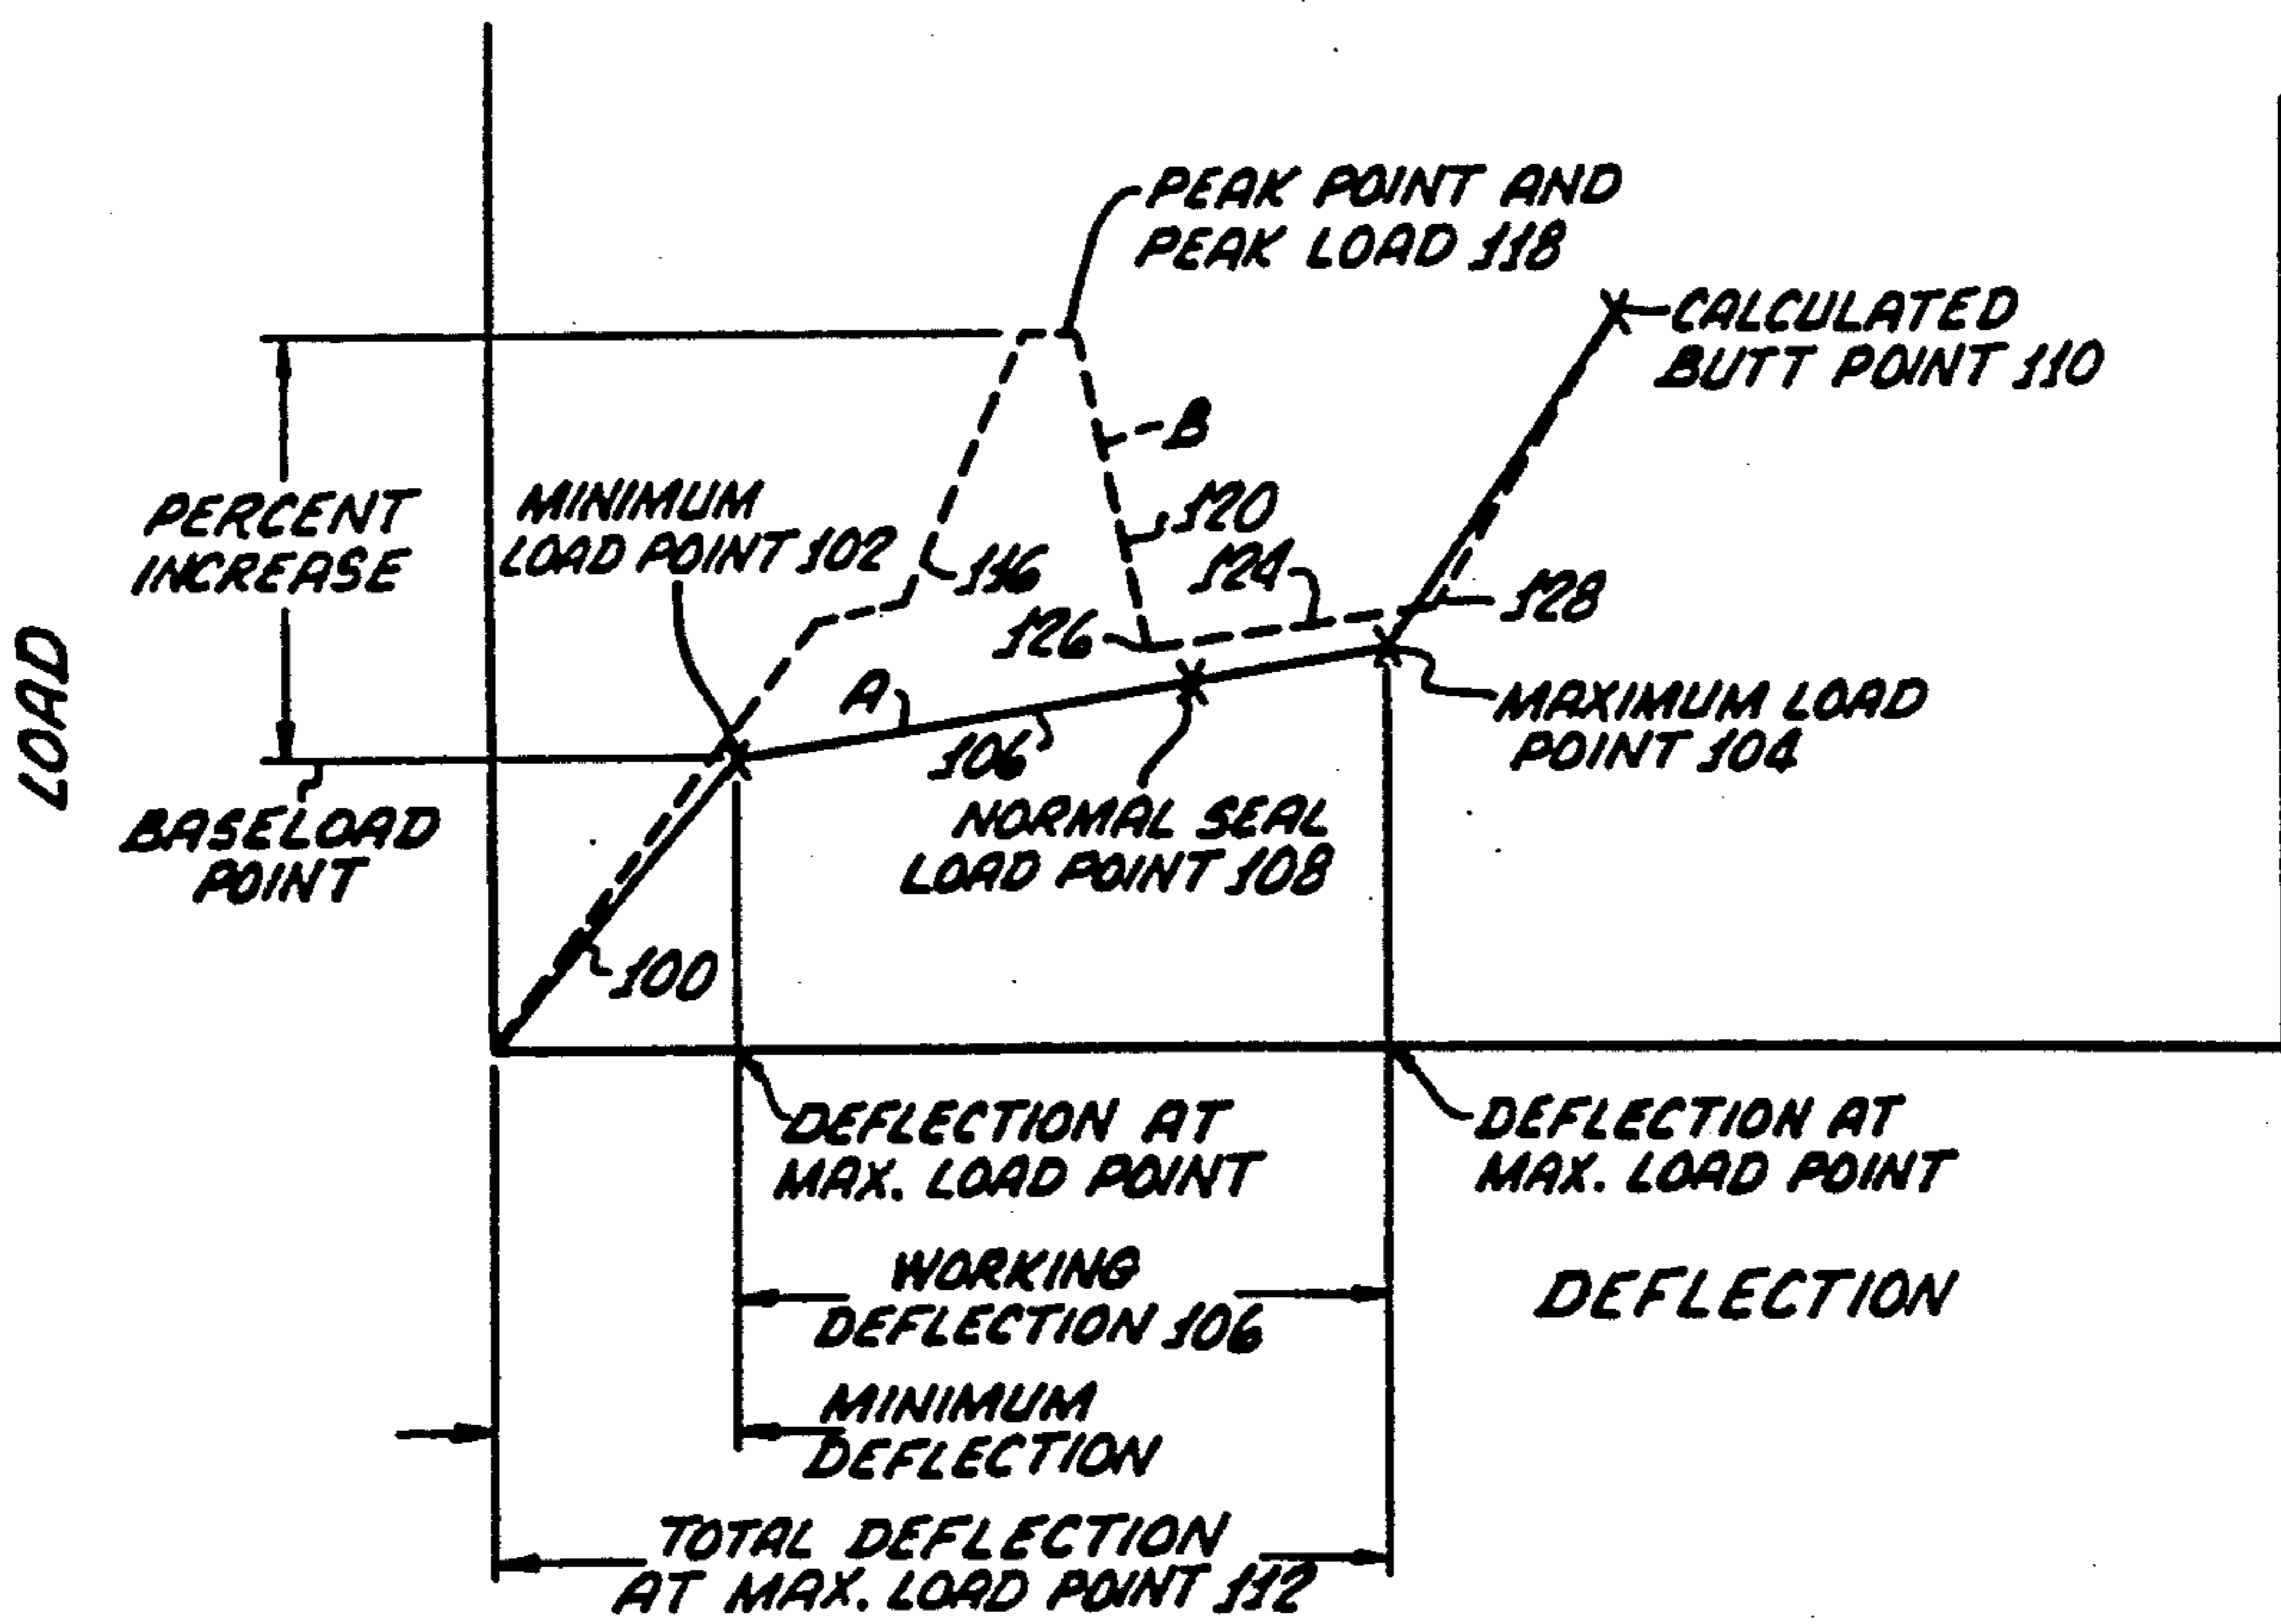 PEAK POINT AND
PEAK LOAD 118
CALCULATED
BUTT POINT 110
B
PERCENT
INCREASE
MINIMUM
LOAD POINT 102
120
124
116
128
126
LOAD
A
106
MAXIMUM LOAD
POINT 104
BASELOAD
POINT
NORMAL SEAL
LOAD POINT 108
100
DEFLECTION AT
MAX. LOAD POINT
DEFLECTION AT
MAX. LOAD POINT
WORKING
DEFLECTION 106
DEFLECTION
MINIMUM
DEFLECTION
TOTAL DEFLECTION
AT MAX. LOAD POINT 112